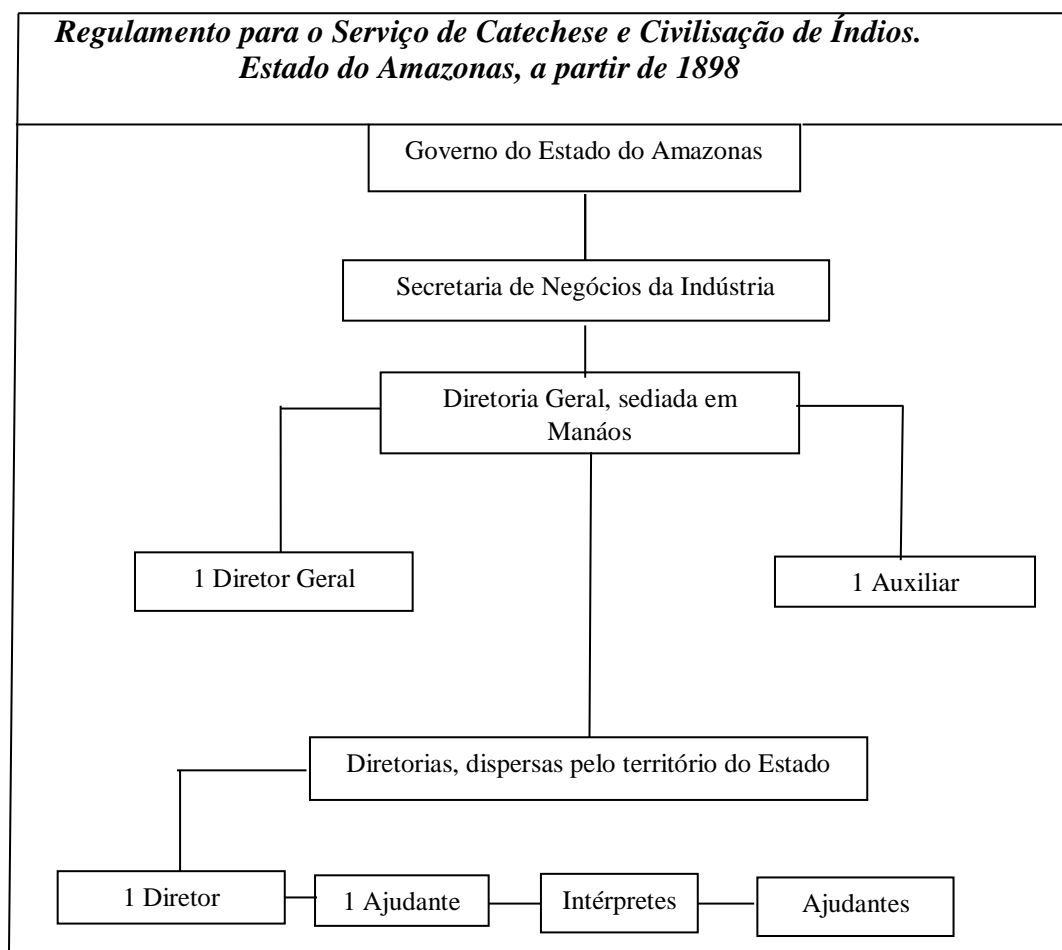 Regulamento para o Serviço de Catechese e Civilisação de Índios.
Estado do Amazonas, a partir de 1898
Governo do Estado do Amazonas
Secretaria de Negócios da Indústria
Diretoria Geral, sediada em
Manáos
1 Diretor Geral
1 Auxiliar
Diretorias, dispersas pelo território do Estado
1 Diretor
1 Ajudante
Intérpretes
Ajudantes